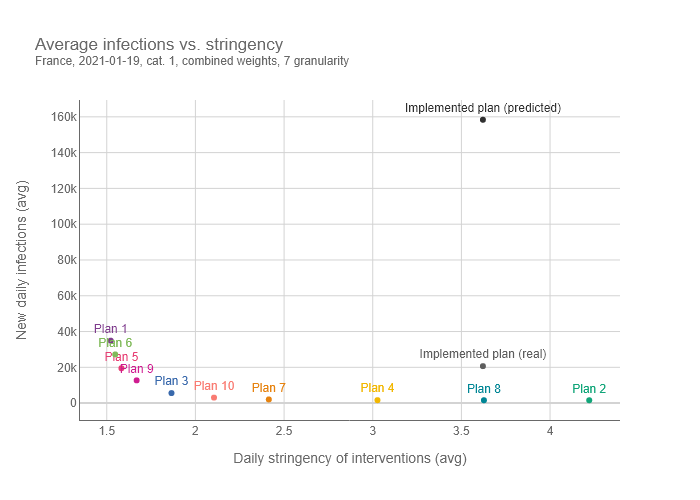 Average infections vs. stringency
France, 2021-01-19, cat. 1, combined weights, 7 granularity
New daily infections (avg)
160k
140k
120k
100k
80k
60k
40k
20k
0
Implemented plan (predicted)
Plan 1
Plan 6
Plan 5
Plan 9
Plan 3
Plan 10
Plan 7
Plan 4
Implemented plan (real)
Plan 8
Plan 2
1.5
2
2.5
3
3.5
4
Daily stringency of interventions (avg)